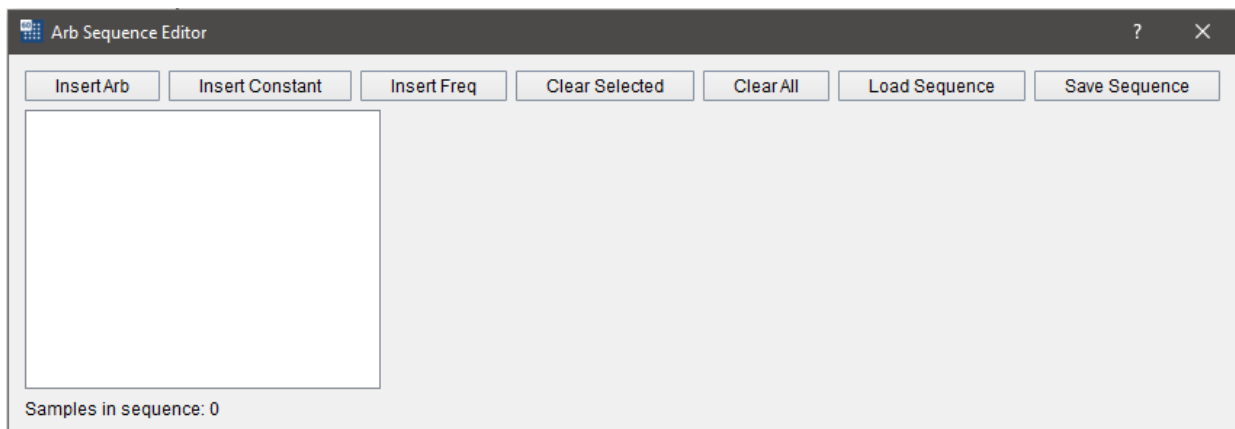 Arb Sequence Editor ?
Insert Arb Insert Constant Insert Freq Clear Selected Clear All Load Sequence Save Sequence
Samples in sequence: 0